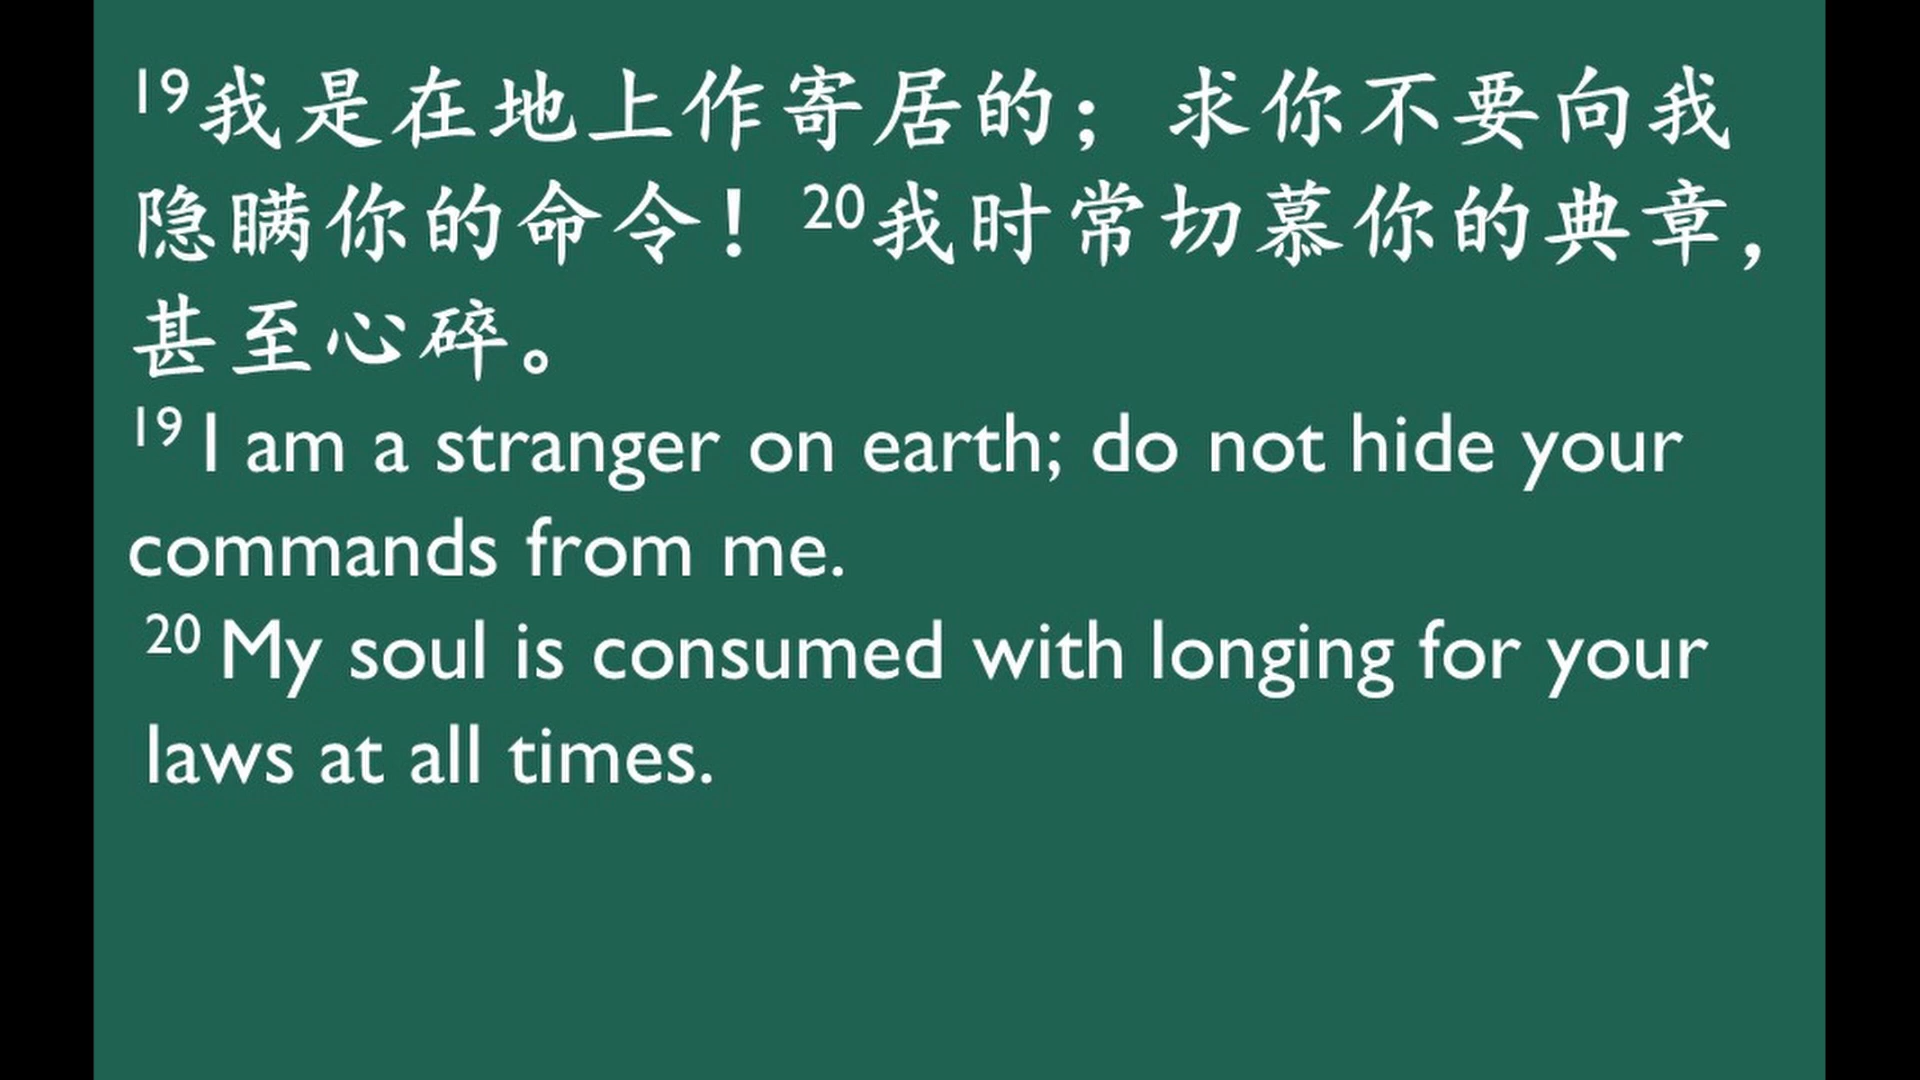 19我是在地上作寄居的；求你不要向我
隐瞒你的命令！20我时常切慕你的典章，
甚至心碎。
19 I am a stranger on earth; do not hide your
commands from me.
20 My soul is consumed with longing for your
laws at all times.